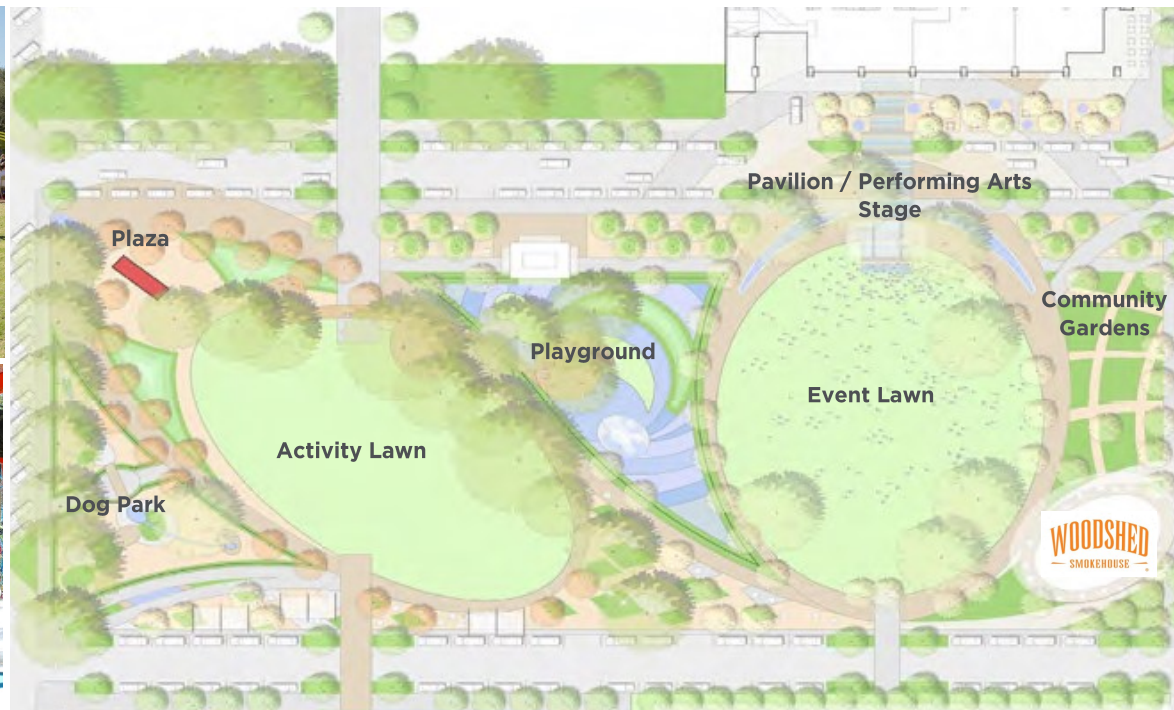 Pavilion / Performing Arts
Stage
Plaza
Community
Gardens
Playground
Event Lawn
Activity Lawn
Dog Park
WOODSHED
SMOKEHOUSE